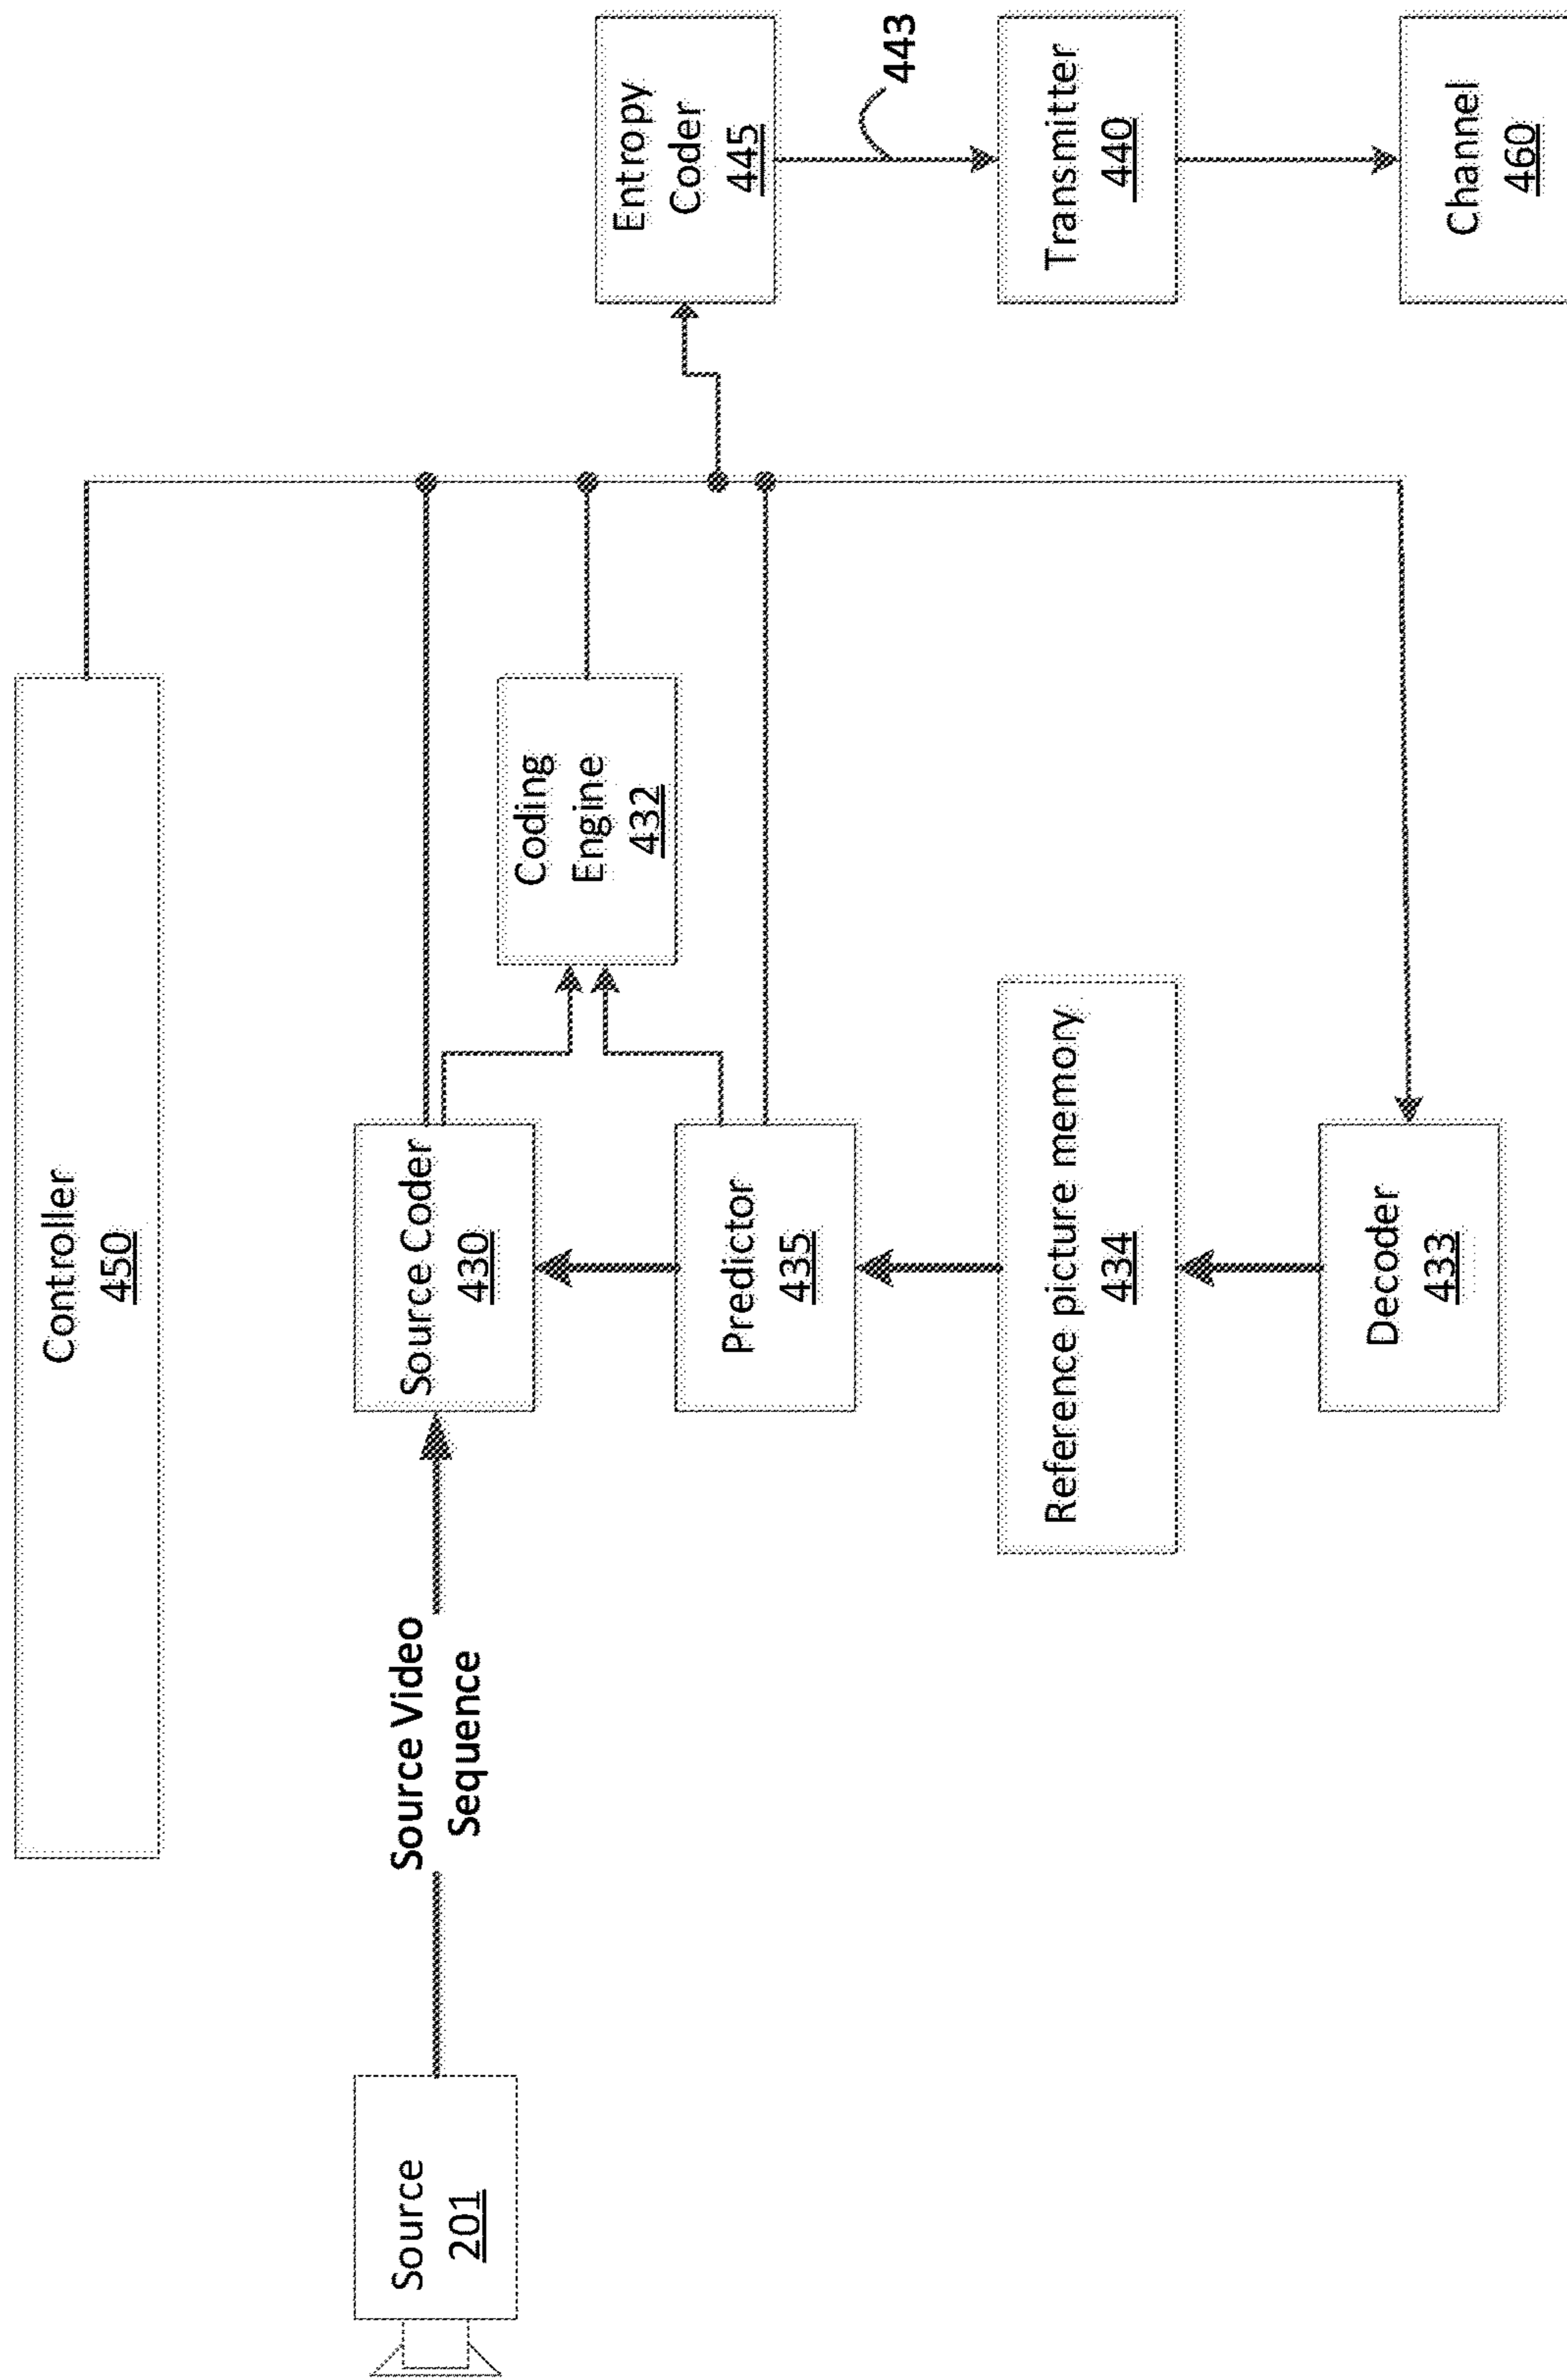 Controller
450
Source
201
Source Video
Sequence
Source Coder
430
Coding
Engine
432
Entropy
Coder
445
443
Predictor
435
Reference picture memory
434
Transmitter
440
Decoder
433
Channel
460